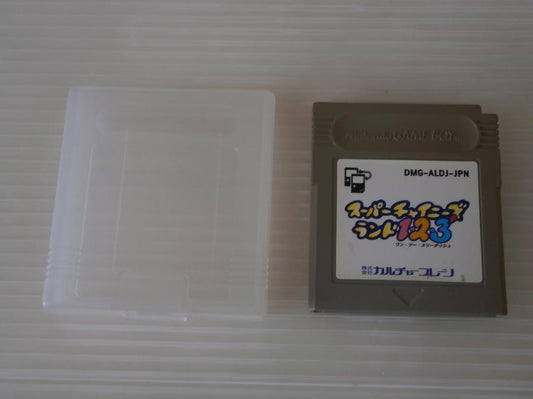 Nintendo GAME BOY TM
DMG-ALDJ-JPN
スーパーチャイニーズ
ランド1・2・3'
ワン・ツー・スリーダッシュ
株式会社 カルチャーブレーン